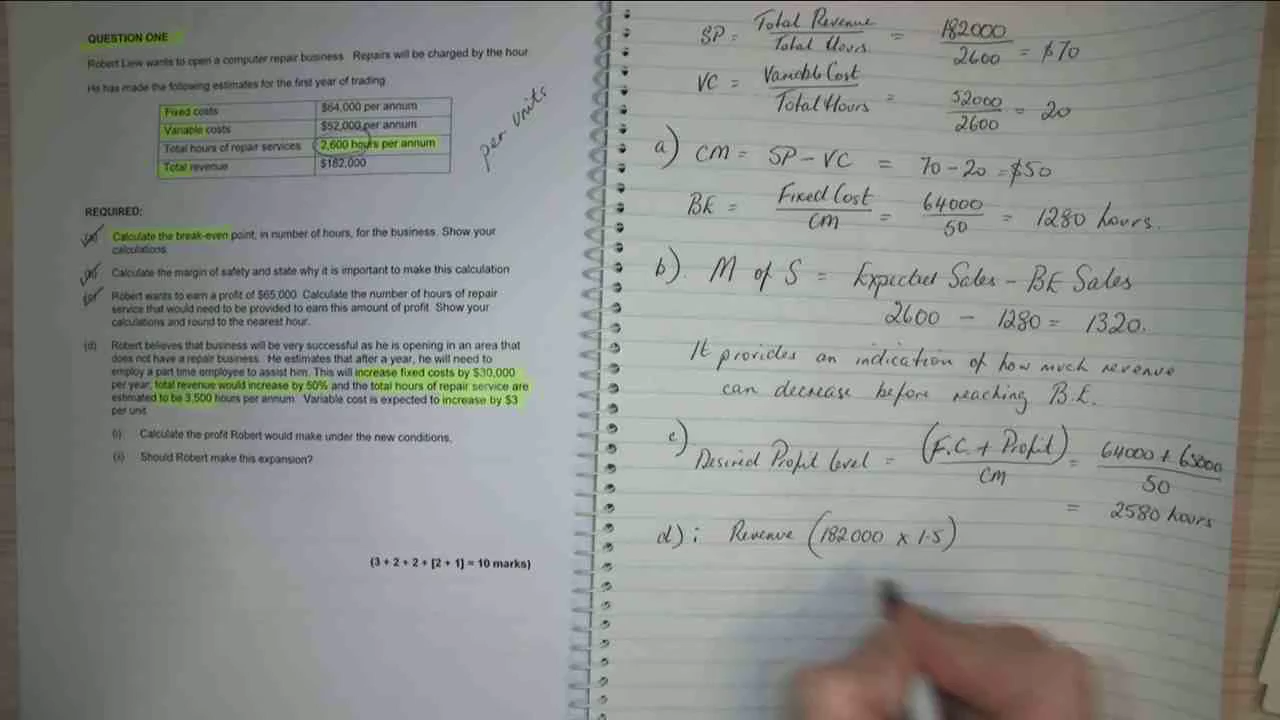 QUESTION ONE
Robert Liew wants to open a computer repair business. Repairs will be charged by the hour.
He has made the following estimates for the first year of trading.
Fixed costs $64,000 per annum
Variable costs $52,000 per annum
Total hours of repair services 2,600 hours per annum
Total revenue $182,000
per units
REQUIRED:
(a) Calculate the break-even point, in number of hours, for the business. Show your
calculations.
Calculate the margin of safety and state why it is important to make this calculation
Robert wants to earn a profit of $65,000. Calculate the number of hours of repair
service that would need to be provided to earn this amount of profit. Show your
calculations and round to the nearest hour.
(d) Robert believes that business will be very successful as he is opening in an area that
does not have a repair business. He estimates that after a year, he will need to
employ a part time employee to assist him. This will increase fixed costs by $30,000
per year, total revenue would increase by 50% and the total hours of repair service are
estimated to be 3,500 hours per annum. Variable cost is expected to increase by $3
per unit.
(i) Calculate the profit Robert would make under the new conditions.
(ii) Should Robert make this expansion?
(3 + 2 + 2 + [2 + 1] = 10 marks)
SP = Total Revenue / Total Hours = 182000 / 2600 = $70
VC = Variable Cost / Total Hours = 52000 / 2600 = 20
a) CM = SP - VC = 70 - 20 = $50
BE = Fixed Cost / CM = 64000 / 50 = 1280 hours.
b). M of S = Expected Sales - BE Sales
2600 - 1280 = 1320.
It provides an indication of how much revenue
can decrease before reaching B.E.
c) Desired Profit Level = (F.C. + Profit) / CM = 64000 + 65000 / 50
= 2580 hours
d) i Revenue (182000 x 1.5)